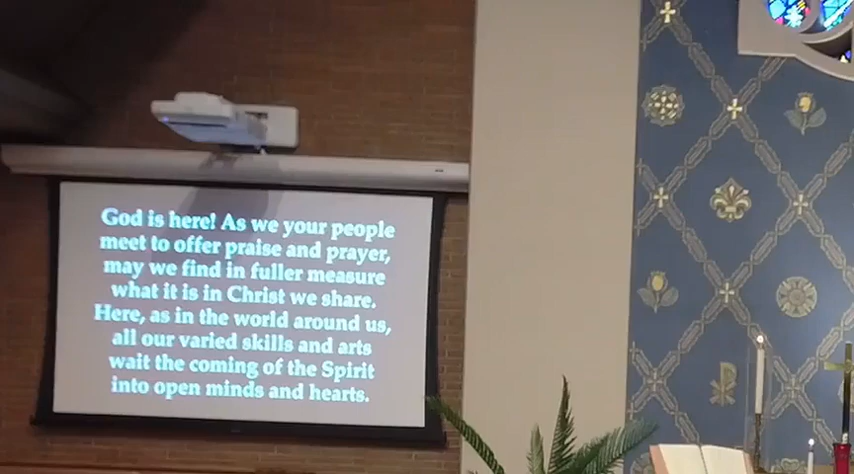 God is here! As we your people
meet to offer praise and prayer,
may we find in fuller measure
what it is in Christ we share.
Here, as in the world around us,
all our varied skills and arts
wait the coming of the Spirit
into open minds and hearts.